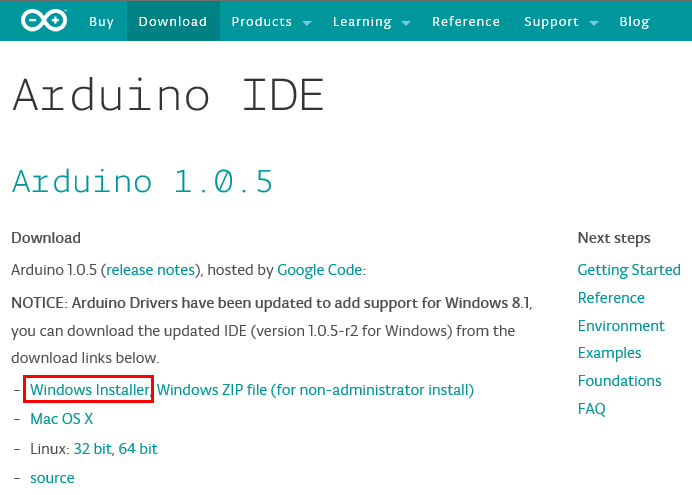 Buy Download Products Learning Reference Support Blog
Arduino IDE
Arduino 1.0.5
Download
Arduino 1.0.5 (release notes), hosted by Google Code:
NOTICE: Arduino Drivers have been updated to add support for Windows 8.1,
you can download the updated IDE (version 1.0.5-r2 for Windows) from the
download links below.
- Windows Installer, Windows ZIP file (for non-administrator install)
- Mac OS X
- Linux: 32 bit, 64 bit
- source
Next steps
Getting Started
Reference
Environment
Examples
Foundations
FAQ